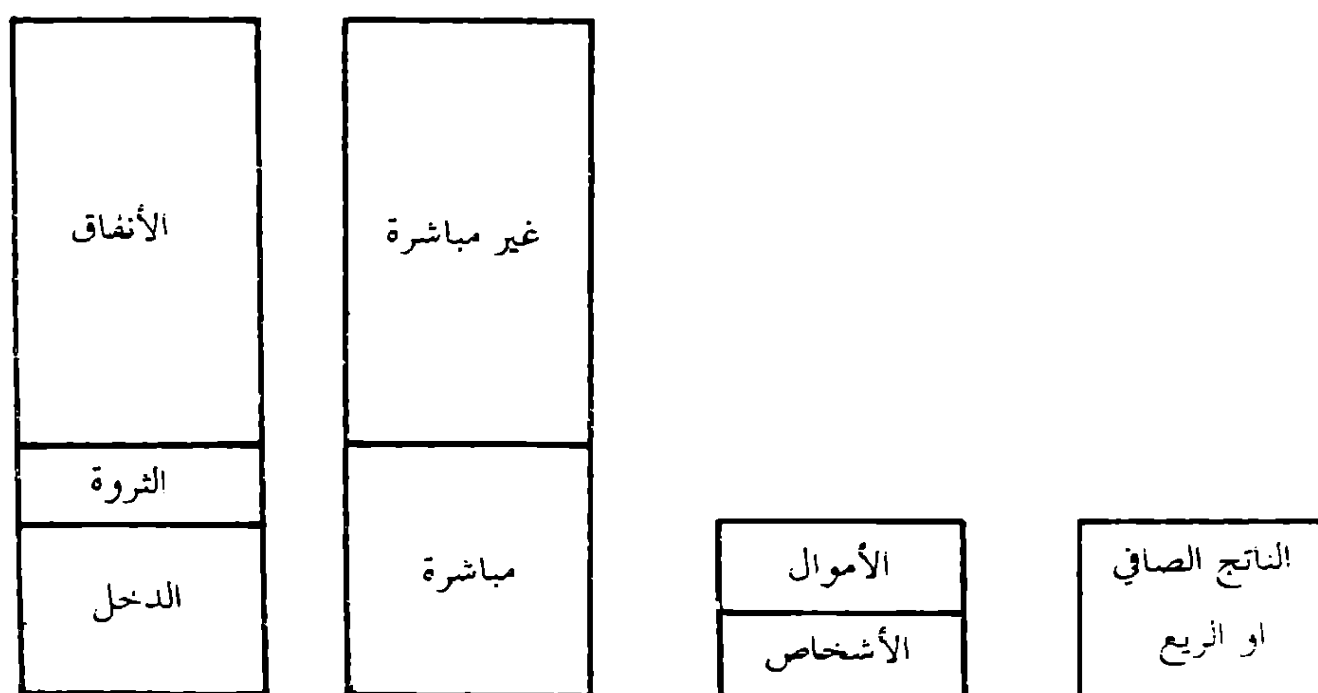 الأنفاق
غير مباشرة
الثروة
الدخل
مباشرة
الأموال
الأشخاص
الناتج الصافي
او الريع